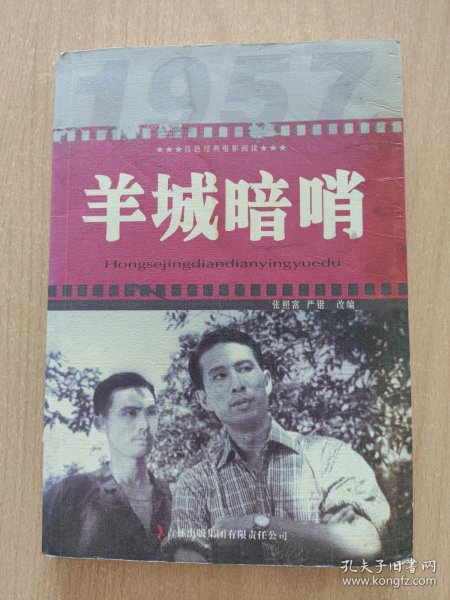 1957
★★★红色经典电影阅读★★★
羊城暗哨
Hongsejingdiandianyingyuedu
张照富 严锴 改编
吉林出版集团有限责任公司
孔夫子旧书网
www.kongfz.com